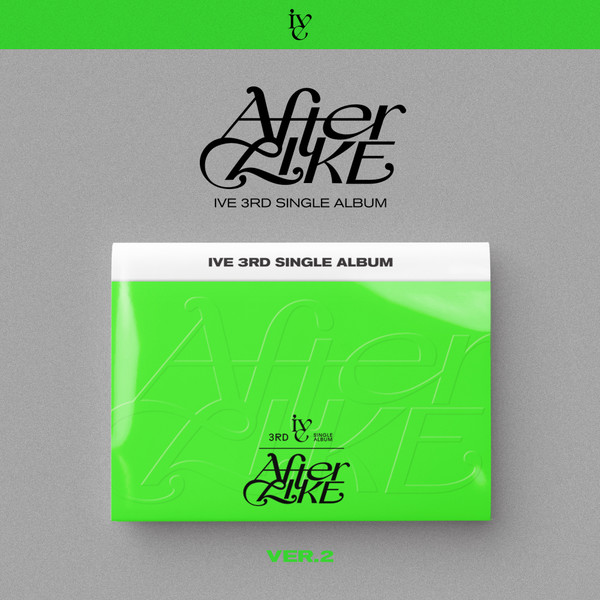 ive
After
LIKE
IVE 3RD SINGLE ALBUM
IVE 3RD SINGLE ALBUM
After
LIKE
3RD ive SINGLE
ALBUM
After
LIKE
VER.2